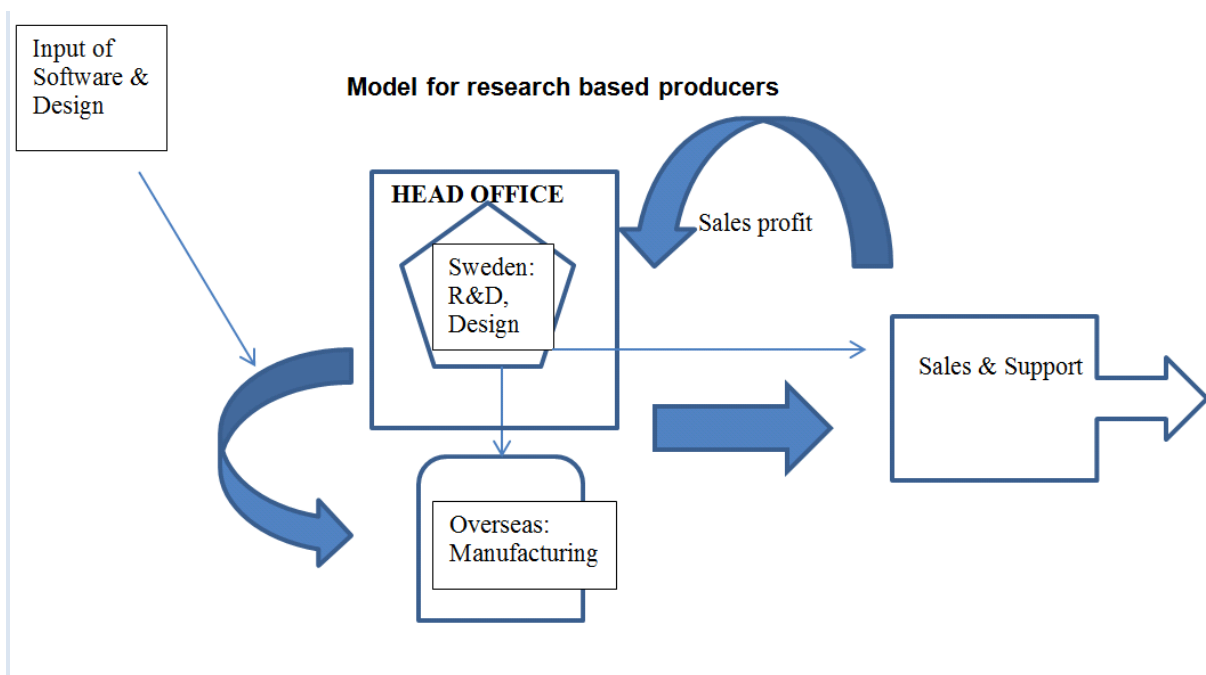 Input of
Software &
Design
Model for research based producers
HEAD OFFICE
Sweden:
R&D,
Design
Sales profit
Sales & Support
Overseas:
Manufacturing